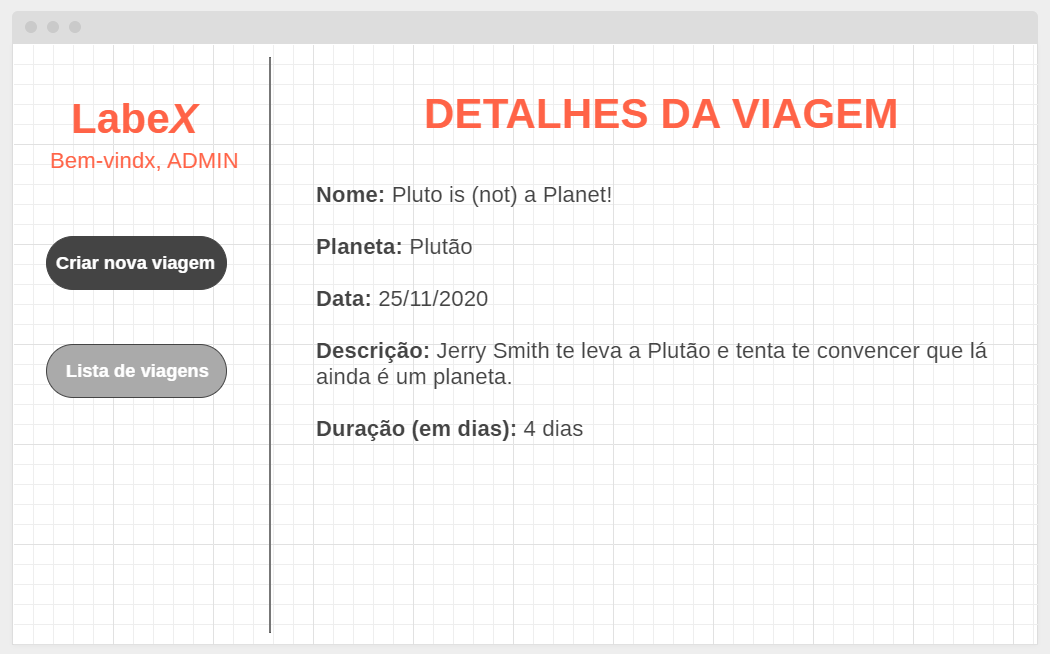 LabeX
Bem-vindx, ADMIN
Criar nova viagem
Lista de viagens
DETALHES DA VIAGEM
Nome: Pluto is (not) a Planet!
Planeta: Plutão
Data: 25/11/2020
Descrição: Jerry Smith te leva a Plutão e tenta te convencer que lá
ainda é um planeta.
Duração (em dias): 4 dias